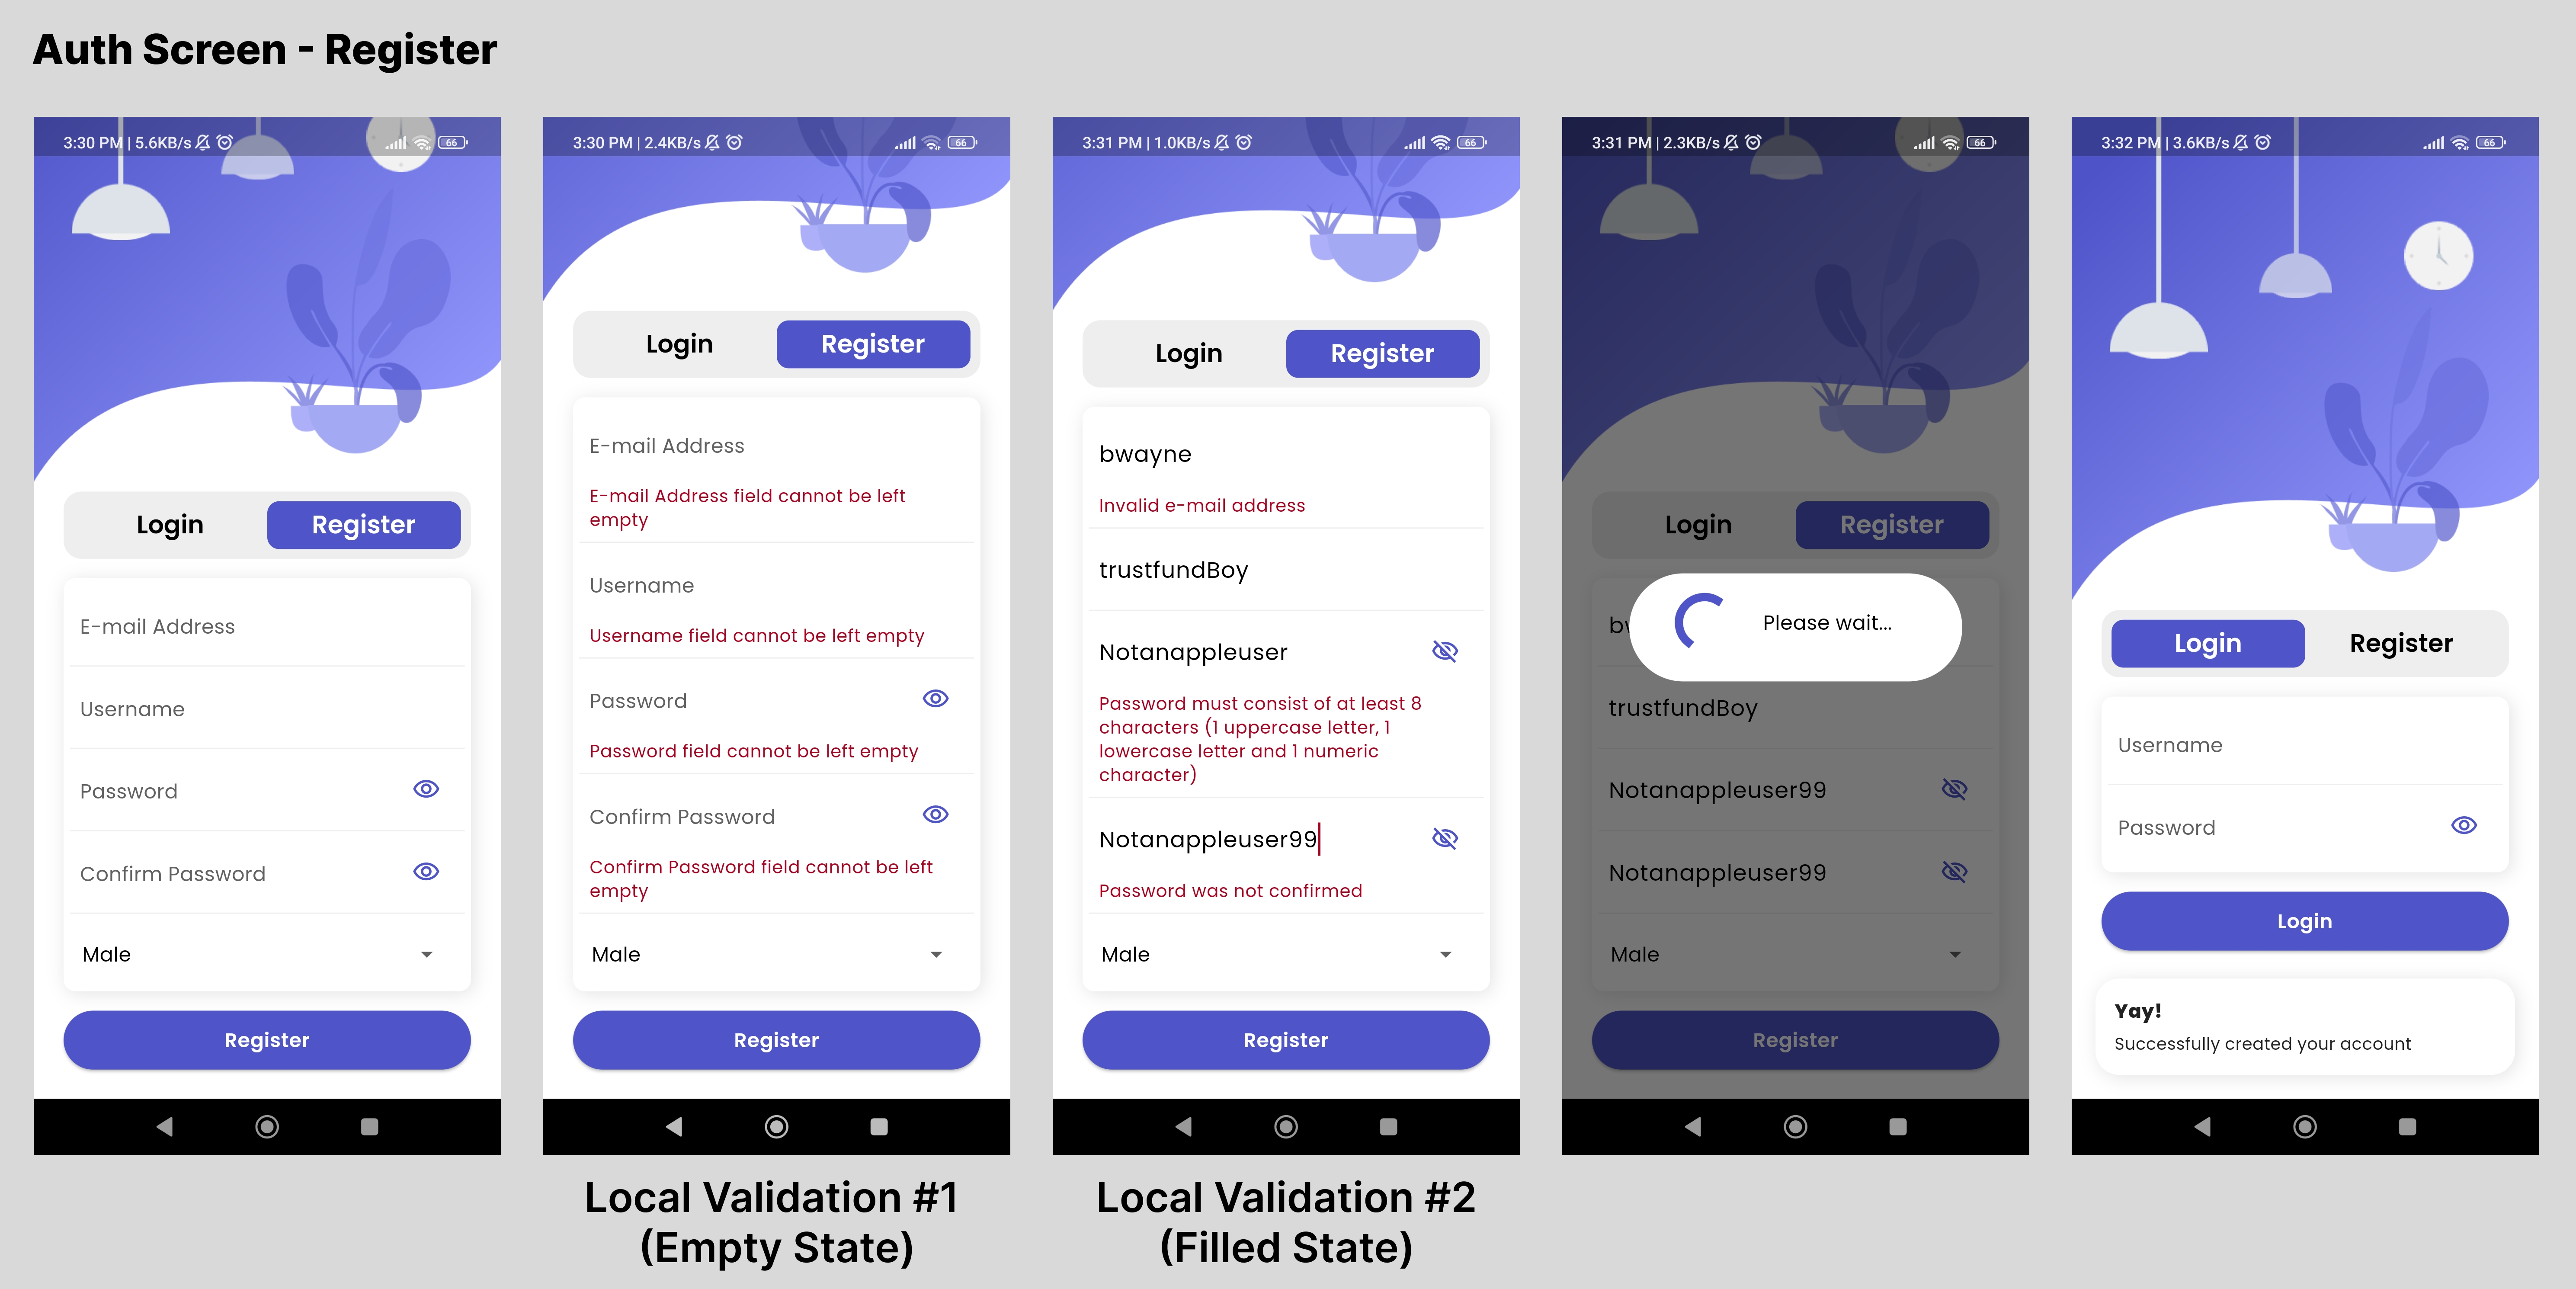 Auth Screen - Register
3:30 PM | 5.6KB/s
66
Login
Register
E-mail Address
Username
Password
Confirm Password
Male
Register
3:30 PM | 2.4KB/s
66
Login
Register
E-mail Address
E-mail Address field cannot be left
empty
Username
Username field cannot be left empty
Password
Password field cannot be left empty
Confirm Password
Confirm Password field cannot be left
empty
Male
Register
Local Validation #1
(Empty State)
3:31 PM | 1.0KB/s
66
Login
Register
bwayne
Invalid e-mail address
trustfundBoy
Notanappleuser
Password must consist of at least 8
characters (1 uppercase letter, 1
lowercase letter and 1 numeric
character)
Notanappleuser99
Password was not confirmed
Male
Register
Local Validation #2
(Filled State)
3:31 PM | 2.3KB/s
66
Login
Register
Please wait...
trustfundBoy
Notanappleuser99
Notanappleuser99
Male
Register
3:32 PM | 3.6KB/s
66
Login
Register
Username
Password
Login
Yay!
Successfully created your account